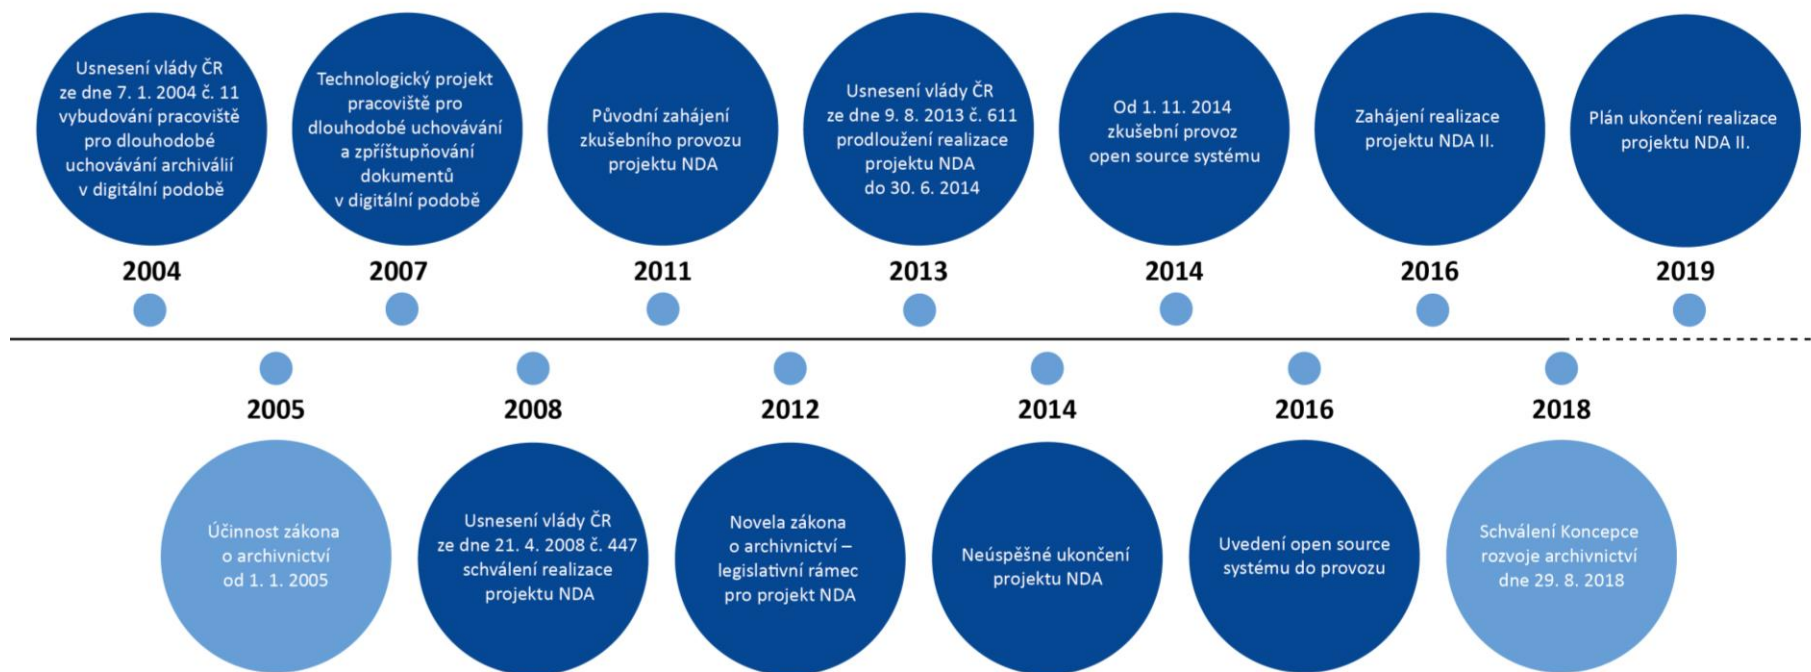 Usnesení vlády ČR
ze dne 7. 1. 2004 č. 11
vybudování pracoviště
pro dlouhodobé
uchovávání archiválií
v digitální podobě
2004
Technologický projekt
pracoviště pro
dlouhodobé uchovávání
a zpříštupňování
dokumentů
v digitální podobě
2007
Původní zahájení
zkušebního provozu
projektu NDA
2011
Usnesení vlády ČR
ze dne 9. 8. 2013 č. 611
prodloužení realizace
projektu NDA
do 30. 6. 2014
2013
Od 1. 11. 2014
zkušební provoz
open source systému
2014
Zahájení realizace
projektu NDA II.
2016
Plán ukončení realizace
projektu NDA II.
2019
2005
Účinnost zákona
o archivnictví
od 1. 1. 2005
2008
Usnesení vlády ČR
ze dne 21. 4. 2008 č. 447
schválení realizace
projektu NDA
2012
Novela zákona
o archivnictví –
legislativní rámec
pro projekt NDA
2014
Neúspěšné ukončení
projektu NDA
2016
Uvedení open source
systému do provozu
2018
Schválení Koncepce
rozvoje archivnictví
dne 29. 8. 2018